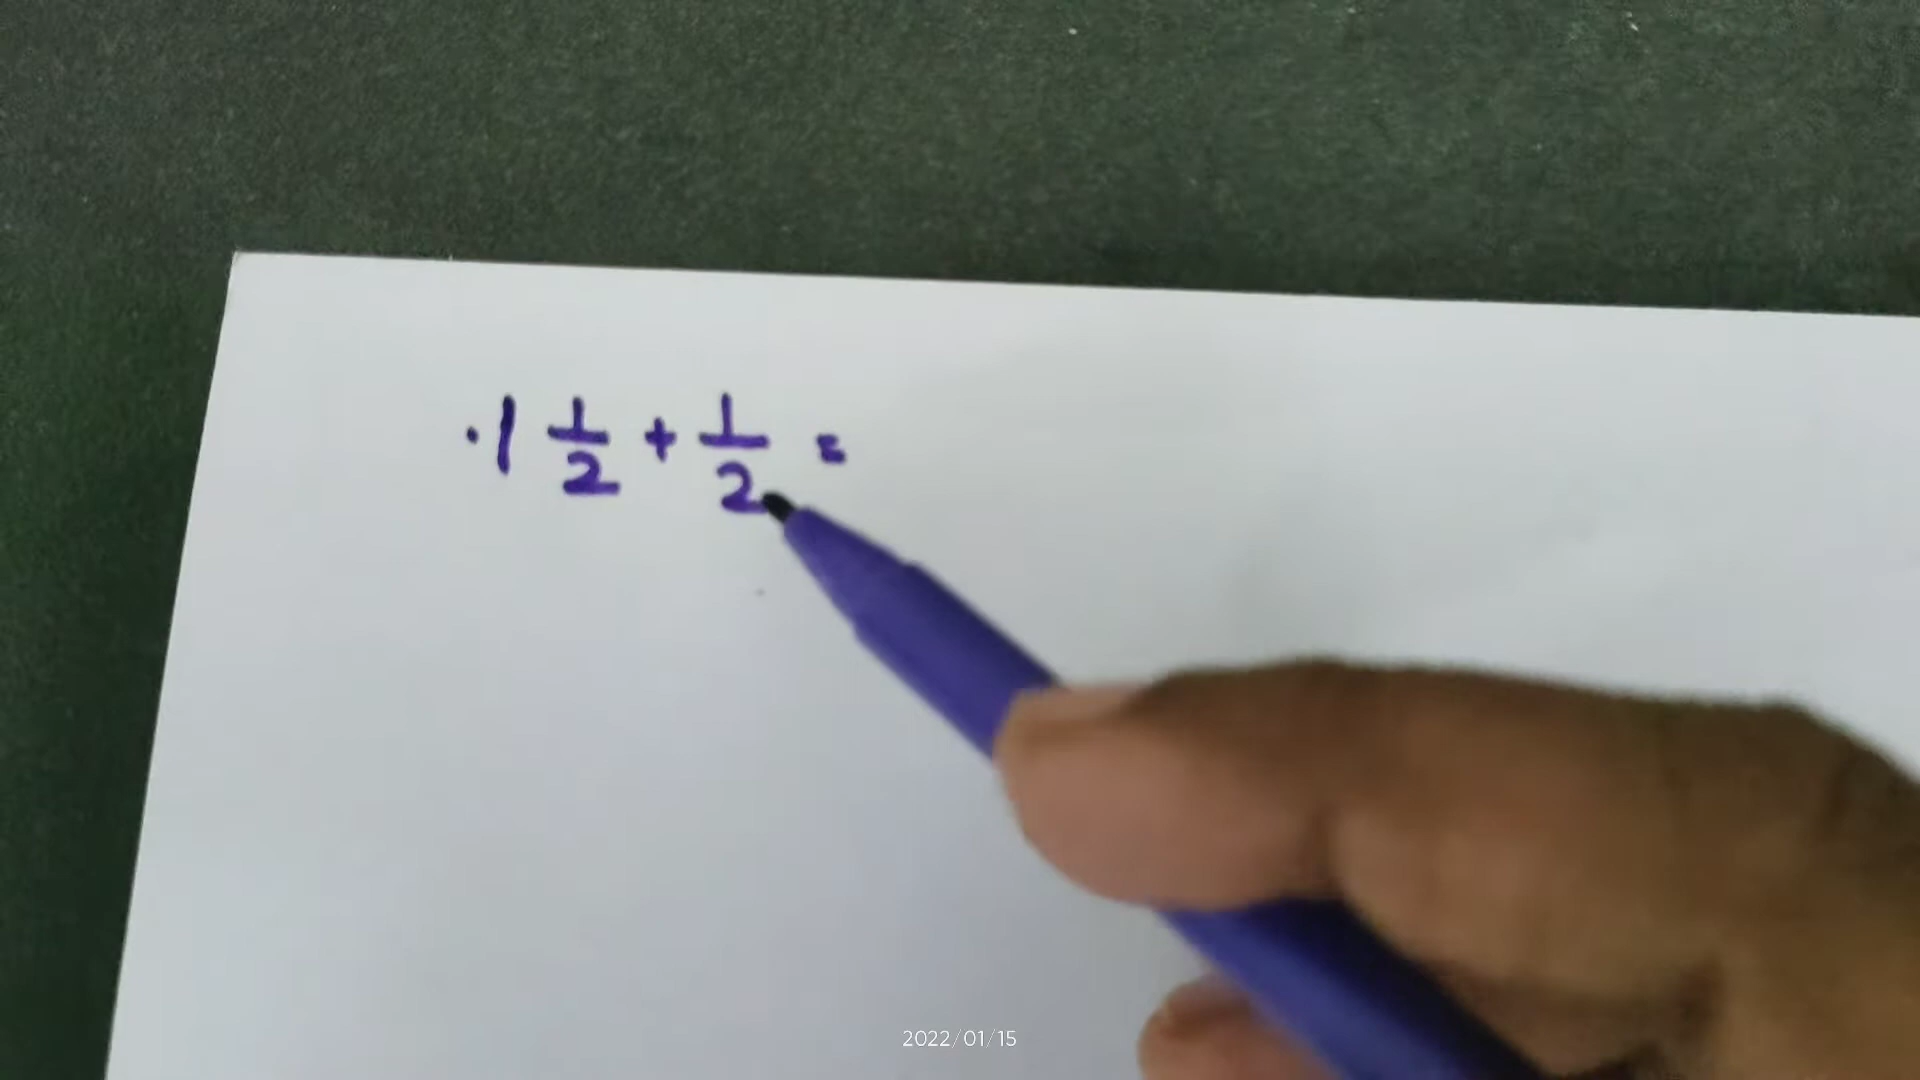 · 1 1/2 + 1/2 =
2022/01/15